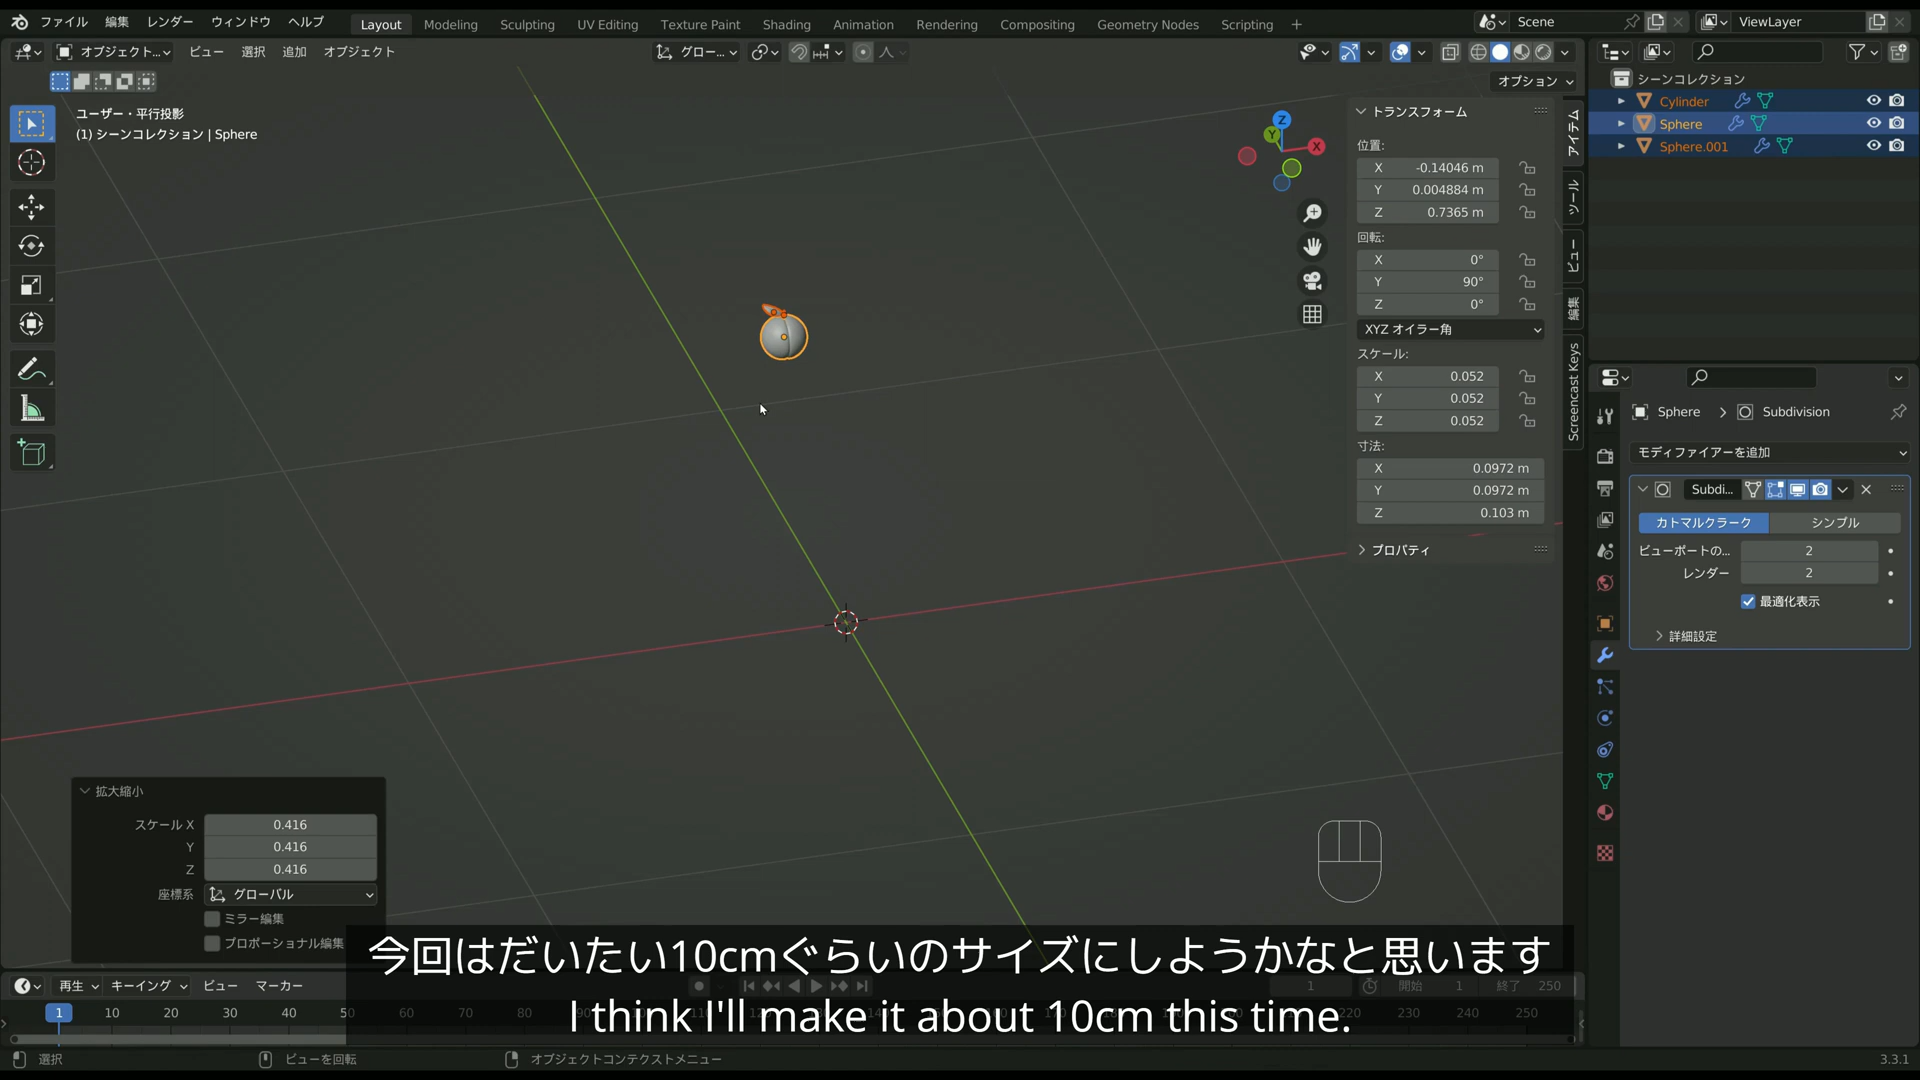 ファイル 編集 レンダー ウィンドウ ヘルプ Layout Modeling Sculpting UV Editing Texture Paint Shading Animation Rendering Compositing Geometry Nodes Scripting + Scene ViewLayer
オブジェクト... ビュー 選択 追加 オブジェクト グロー...
オプション
ユーザー・平行投影
(1) シーンコレクション | Sphere
Z
Y
X
トランスフォーム
位置:
X -0.14046 m
Y 0.004884 m
Z 0.7365 m
回転:
X 0°
Y 90°
Z 0°
XYZ オイラー角
スケール:
X 0.052
Y 0.052
Z 0.052
寸法:
X 0.0972 m
Y 0.0972 m
Z 0.103 m
プロパティ
アイテム
ツール
ビュー
編集
Screencast Keys
シーンコレクション
Cylinder
Sphere
Sphere.001
Sphere > Subdivision
モディファイアーを追加
Subdi...
カトマルクラーク シンプル
ビューポートの... 2
レンダー 2
最適化表示
詳細設定
拡大縮小
スケール X 0.416
Y 0.416
Z 0.416
座標系 グローバル
ミラー編集
プロポーショナル編集
今回はだいたい10cmぐらいのサイズにしようかなと思います
I think I'll make it about 10cm this time.
再生 キーイング ビュー マーカー 1 開始 1 終了 250
1 10 20 30 40 50 60 70 80 230 240 250
選択 ビューを回転 オブジェクトコンテクストメニュー 3.3.1